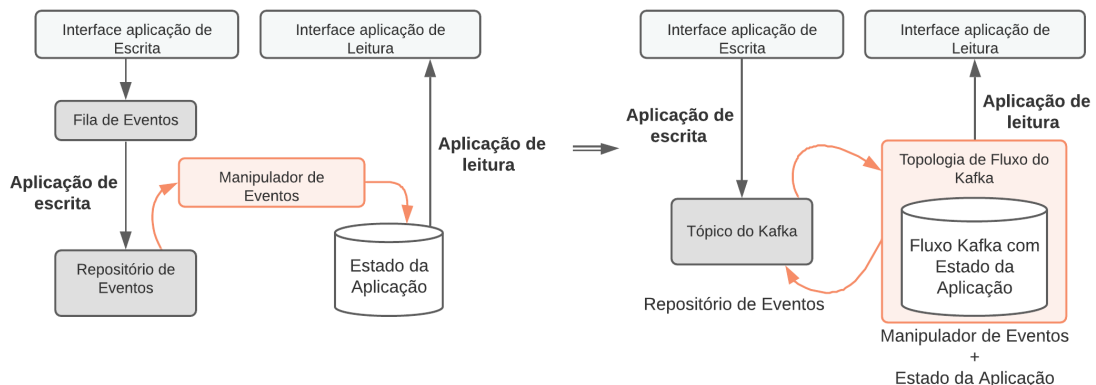 Interface aplicação de
Escrita
Interface aplicação de
Leitura
Fila de Eventos
Aplicação de
escrita
Manipulador de
Eventos
Aplicação de
leitura
Repositório de
Eventos
Estado da
Aplicação
Interface aplicação de
Escrita
Interface aplicação de
Leitura
Aplicação de
escrita
Aplicação de
leitura
Topologia de Fluxo do
Kafka
Tópico do Kafka
Fluxo Kafka com
Estado da
Aplicação
Repositório de Eventos
Manipulador de Eventos
+
Estado da Aplicação